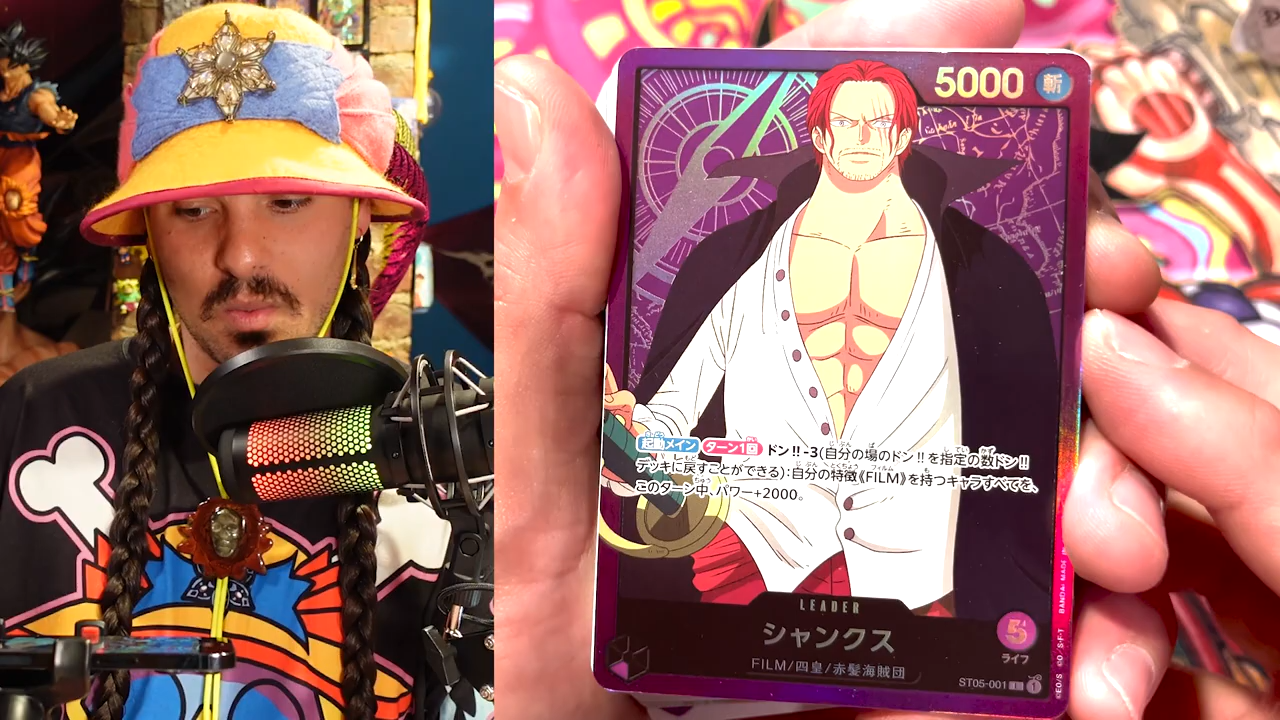 5000
斬
起動メイン ターン1回 ドン!!-3(自分の場のドン!!を指定の数ドン!!
デッキに戻すことができる):自分の特徴《FILM》を持つキャラすべてを、
このターン中、パワー+2000。
LEADER
シャンクス
FILM/四皇/赤髪海賊団
5
ライフ
ST05-001 L 1